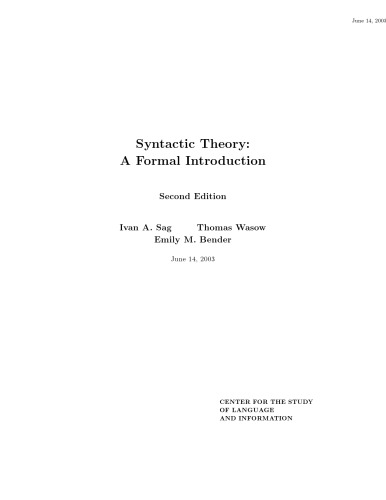 June 14, 2003
Syntactic Theory:
A Formal Introduction
Second Edition
Ivan A. Sag Thomas Wasow
Emily M. Bender
June 14, 2003
CENTER FOR THE STUDY
OF LANGUAGE
AND INFORMATION